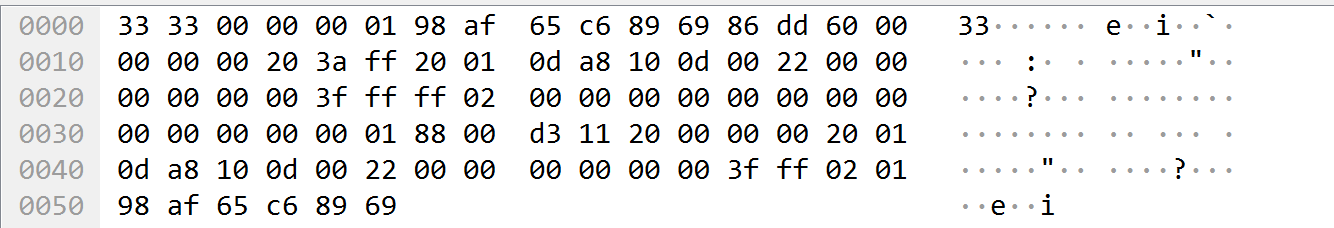 0000 33 33 00 00 00 01 98 af 65 c6 89 69 86 dd 60 00 33······ e··i··`·
0010 00 00 00 20 3a ff 20 01 0d a8 10 0d 00 22 00 00 ··· :· · ·····"··
0020 00 00 00 00 3f ff ff 02 00 00 00 00 00 00 00 00 ····?··· ········
0030 00 00 00 00 00 01 88 00 d3 11 20 00 00 00 20 01 ········ ·· ··· ·
0040 0d a8 10 0d 00 22 00 00 00 00 00 00 3f ff 02 01 ·····"·· ····?···
0050 98 af 65 c6 89 69 ··e··i